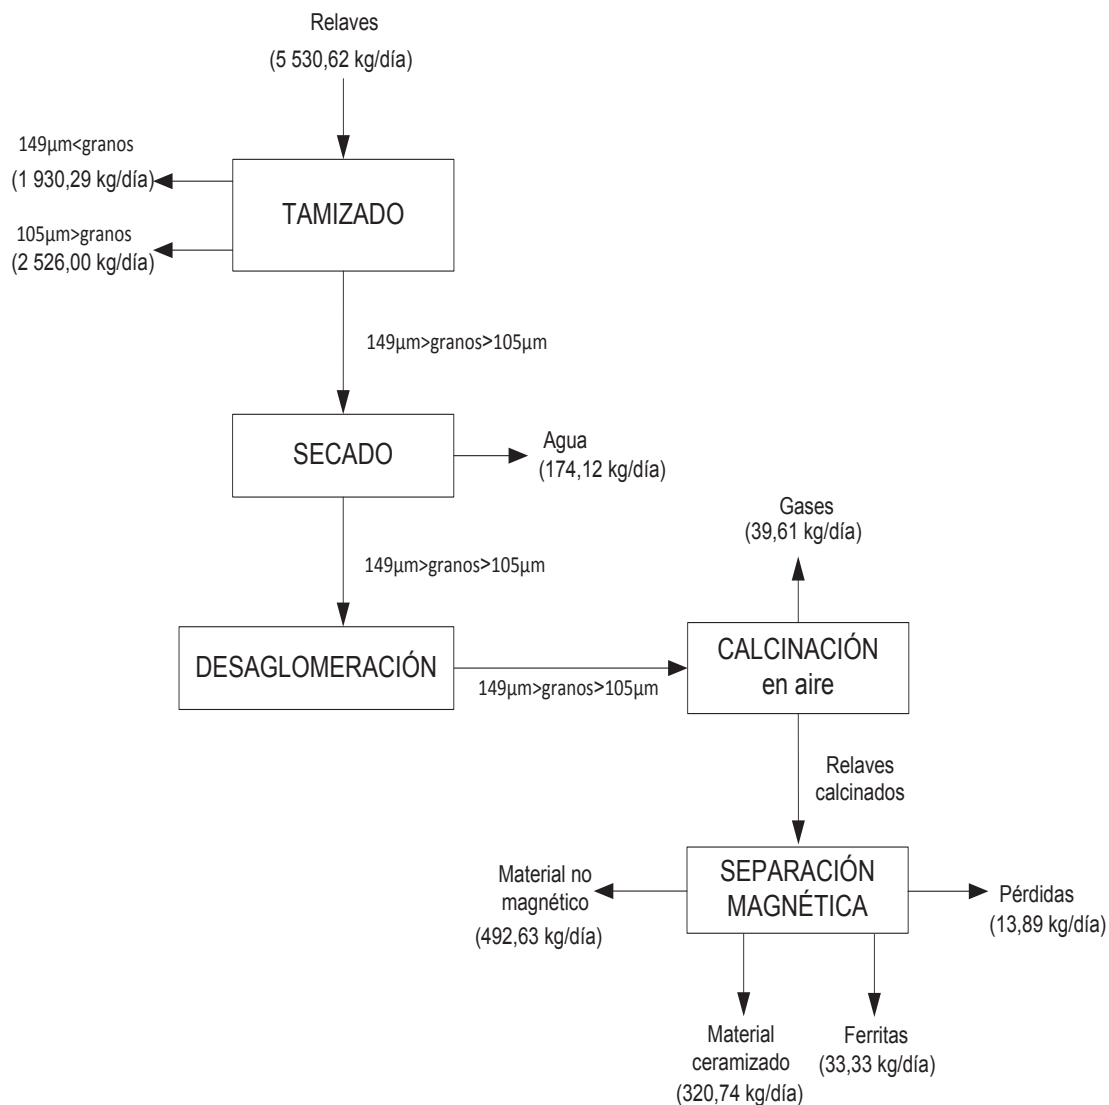 Relaves
(5 530,62 kg/día)
149µm<granos
(1 930,29 kg/día)
TAMIZADO
105µm>granos
(2 526,00 kg/día)
149µm>granos>105µm
SECADO
Agua
(174,12 kg/día)
149µm>granos>105µm
Gases
(39,61 kg/día)
DESAGLOMERACIÓN
149µm>granos>105µm
CALCINACIÓN
en aire
Relaves
calcinados
Material no
magnético
(492,63 kg/día)
SEPARACIÓN
MAGNÉTICA
Pérdidas
(13,89 kg/día)
Material
ceramizado
(320,74 kg/día)
Ferritas
(33,33 kg/día)